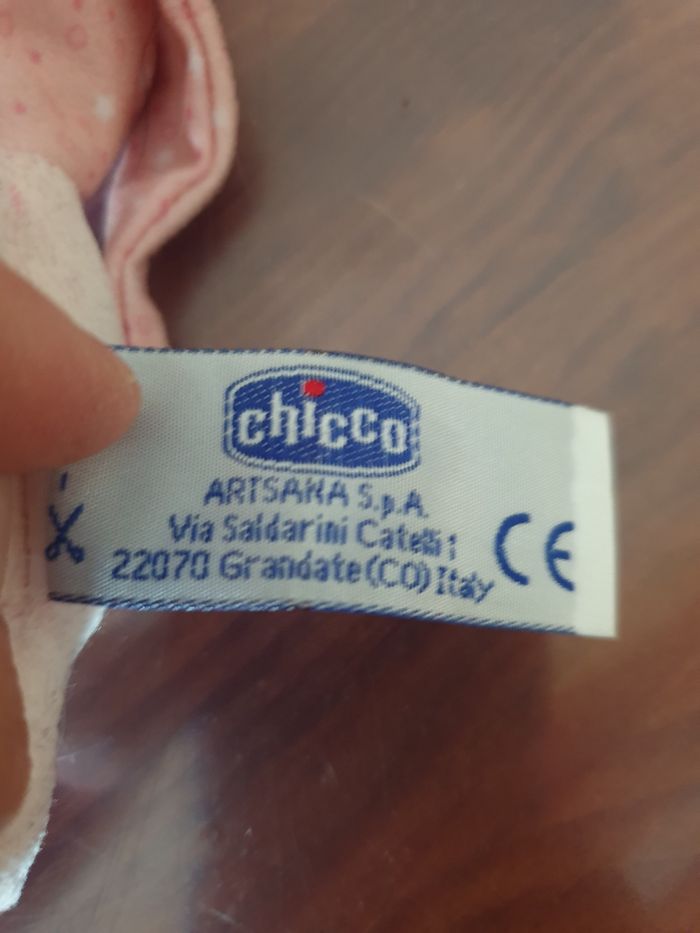 chicco
ARTSANA S.p.A.
Via Saldarini Catelli 1
22070 Grandate (CO) Italy
CE